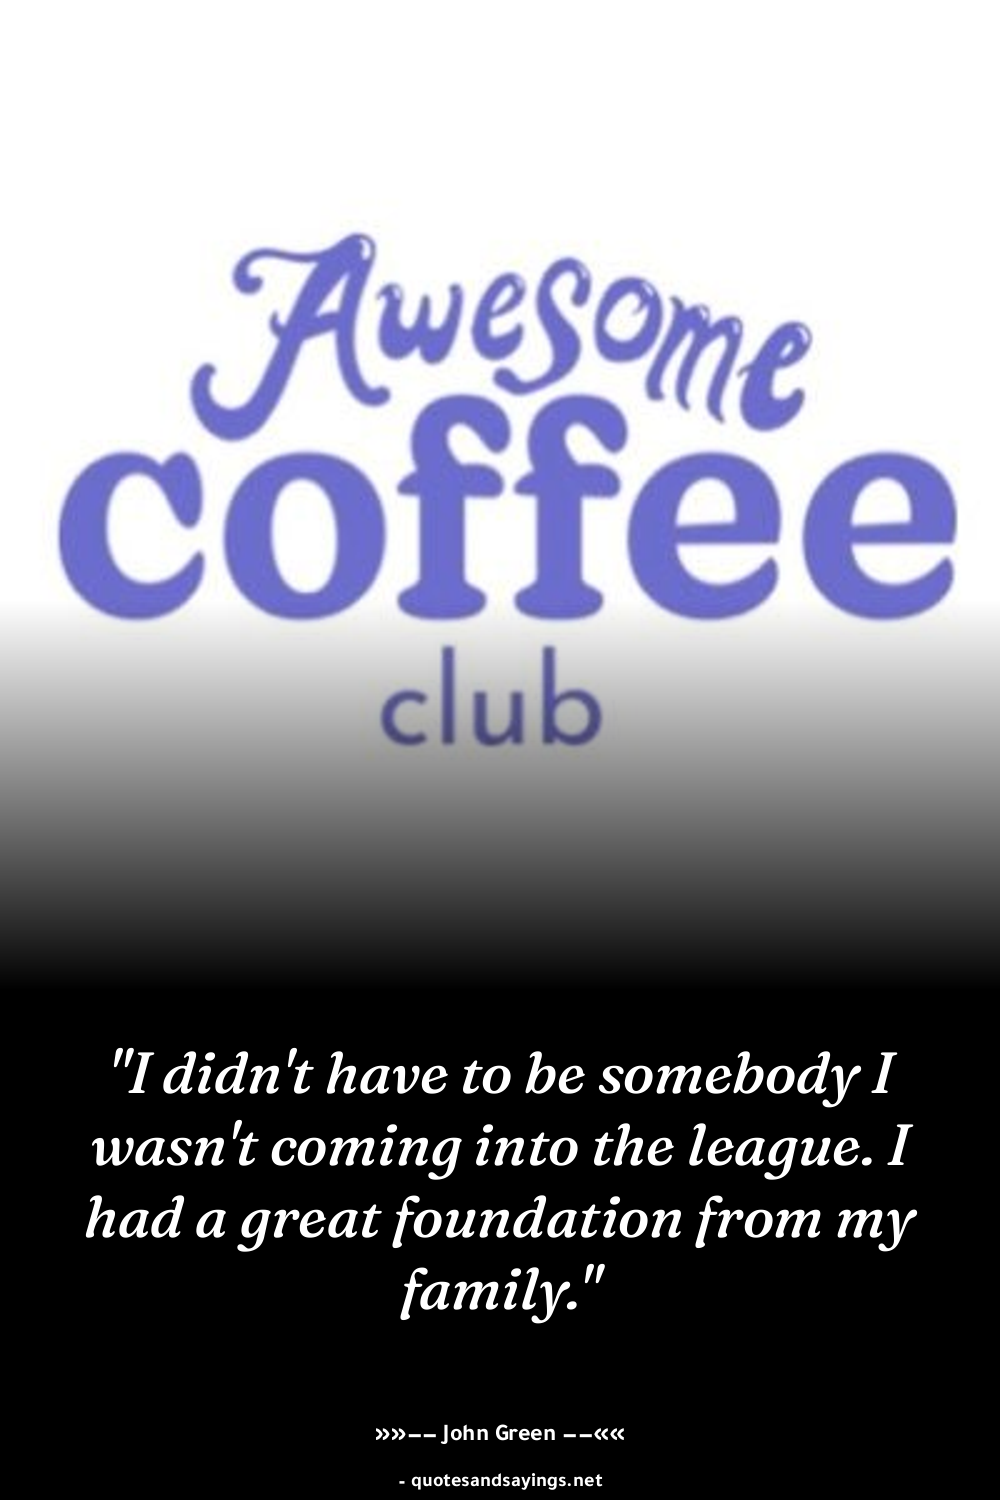 Awesome
coffee
club
"I didn't have to be somebody I
wasn't coming into the league. I
had a great foundation from my
family."
»»–– John Green ––««
- quotesandsayings.net